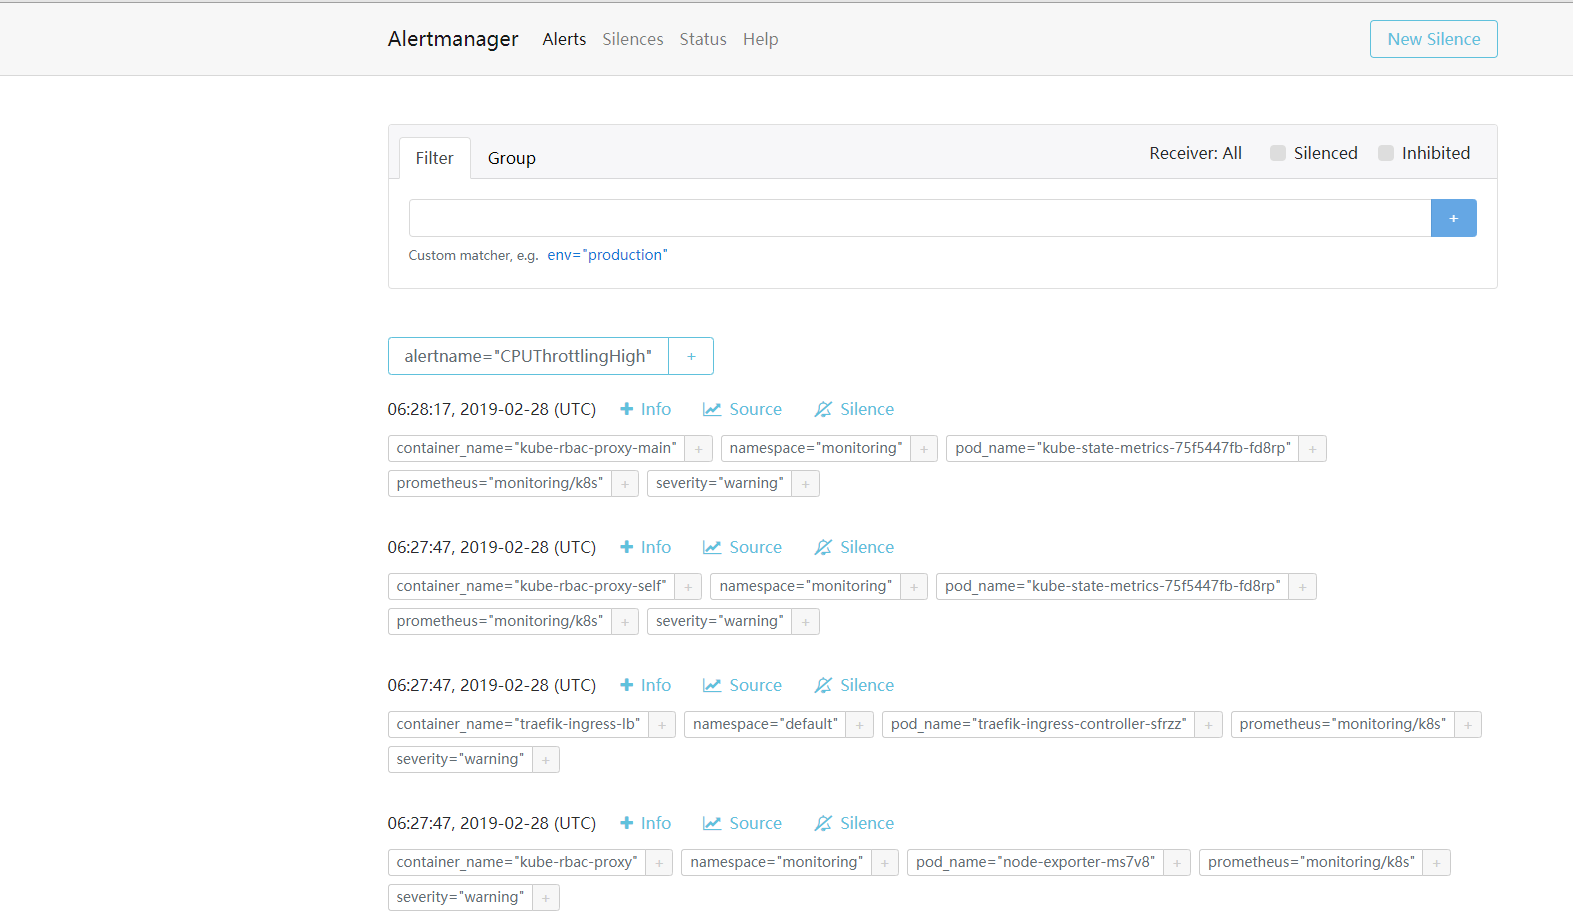 Alertmanager Alerts Silences Status Help New Silence
Filter Group Receiver: All Silenced Inhibited
+
Custom matcher, e.g. env="production"
alertname="CPUThrottlingHigh" +
06:28:17, 2019-02-28 (UTC) + Info Source Silence
container_name="kube-rbac-proxy-main" + namespace="monitoring" + pod_name="kube-state-metrics-75f5447fb-fd8rp" +
prometheus="monitoring/k8s" + severity="warning" +
06:27:47, 2019-02-28 (UTC) + Info Source Silence
container_name="kube-rbac-proxy-self" + namespace="monitoring" + pod_name="kube-state-metrics-75f5447fb-fd8rp" +
prometheus="monitoring/k8s" + severity="warning" +
06:27:47, 2019-02-28 (UTC) + Info Source Silence
container_name="traefik-ingress-lb" + namespace="default" + pod_name="traefik-ingress-controller-sfrzz" + prometheus="monitoring/k8s" +
severity="warning" +
06:27:47, 2019-02-28 (UTC) + Info Source Silence
container_name="kube-rbac-proxy" + namespace="monitoring" + pod_name="node-exporter-ms7v8" + prometheus="monitoring/k8s" +
severity="warning" +